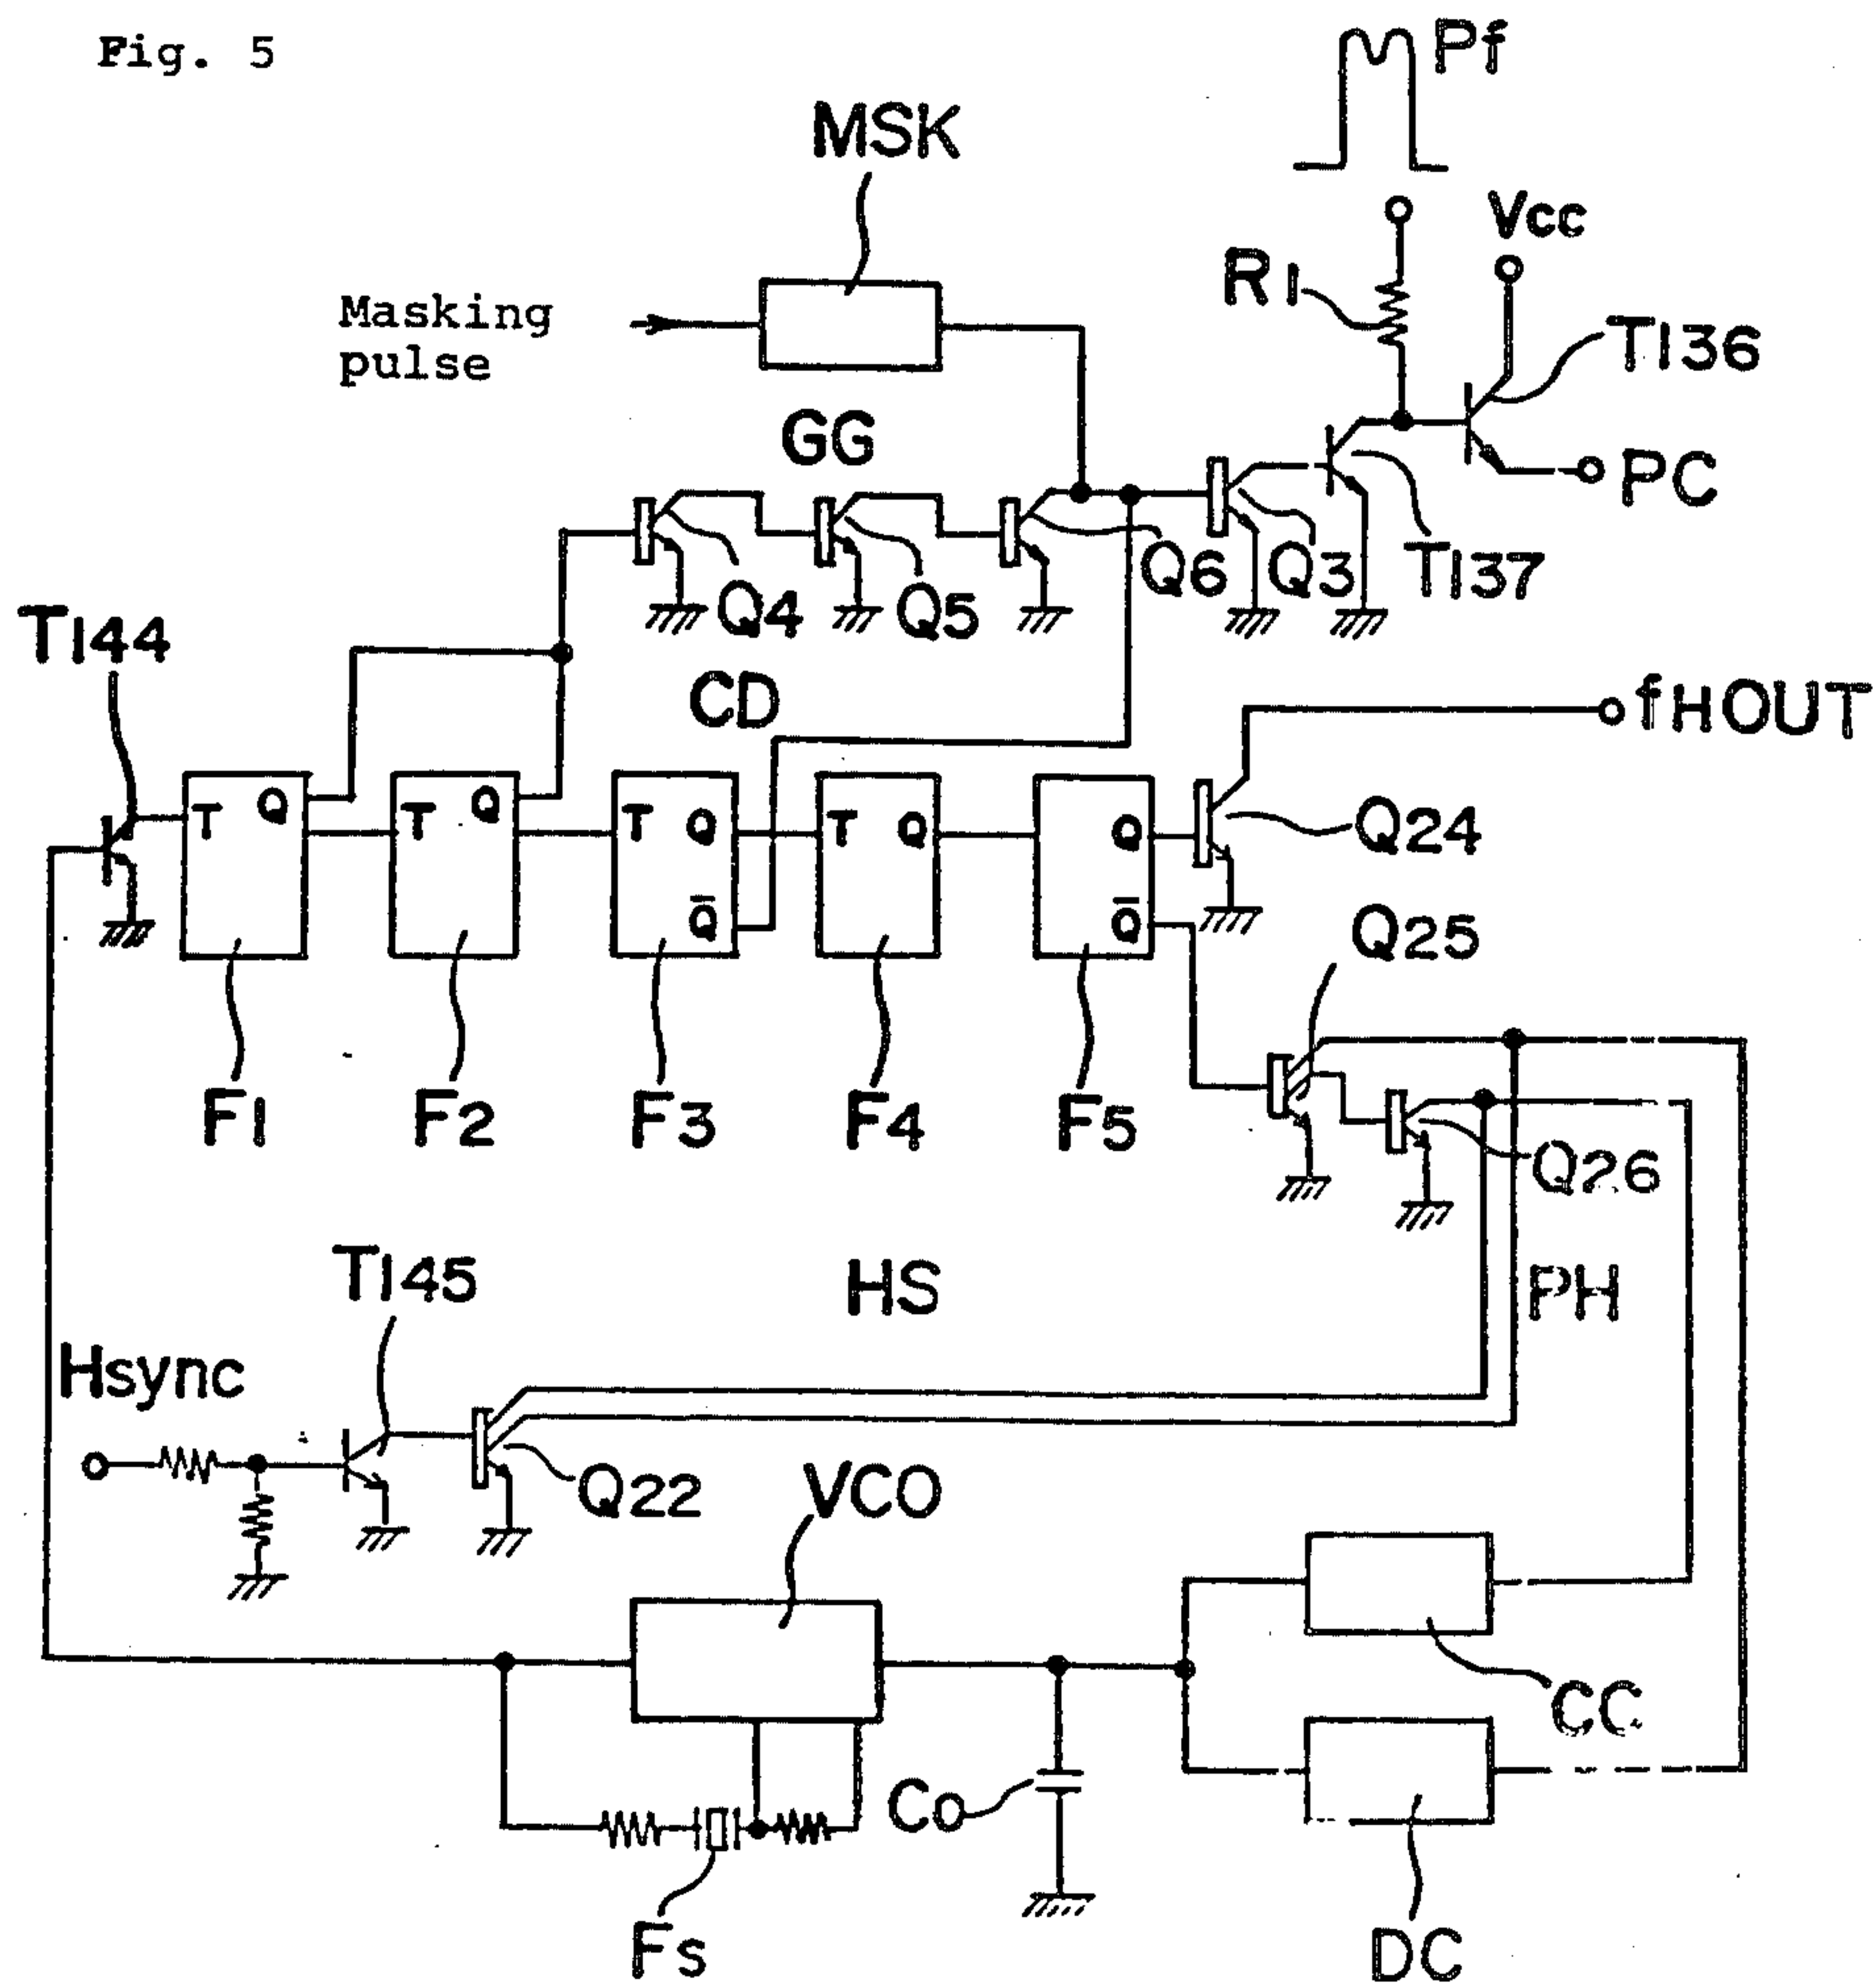 Fig. 5
Pf
MSK
Vcc
R1
Masking
pulse
T136
GG
PC
Q4
Q5
Q6
Q3
T137
T144
CD
fHOUT
T Q
T Q
T Q
Q̄
T Q
Q
Q̄
Q24
Q25
F1
F2
F3
F4
F5
Q26
T145
HS
PH
Hsync
Q22
VCO
CC
Co
Fs
DC